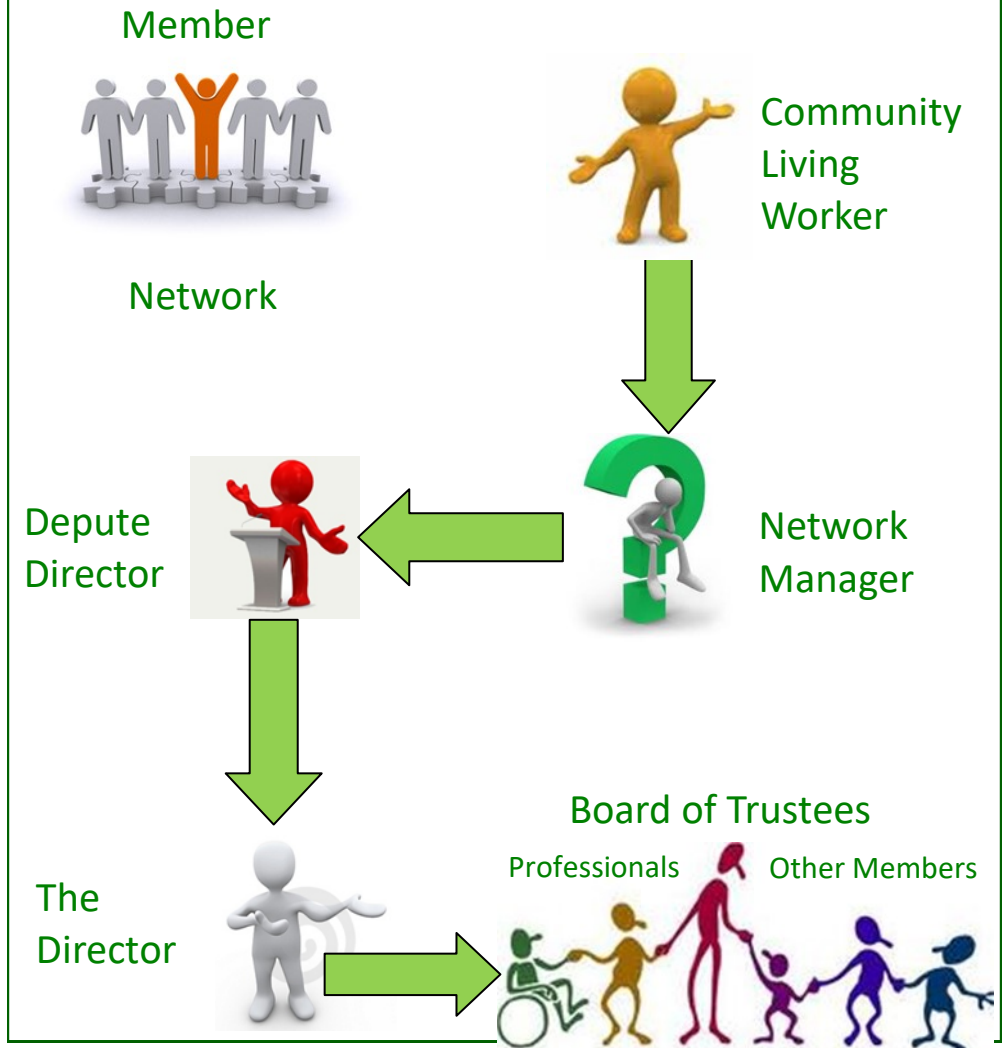 Member
Community
Living
Worker
Network
Depute
Director
Network
Manager
Board of Trustees
Professionals
Other Members
The
Director